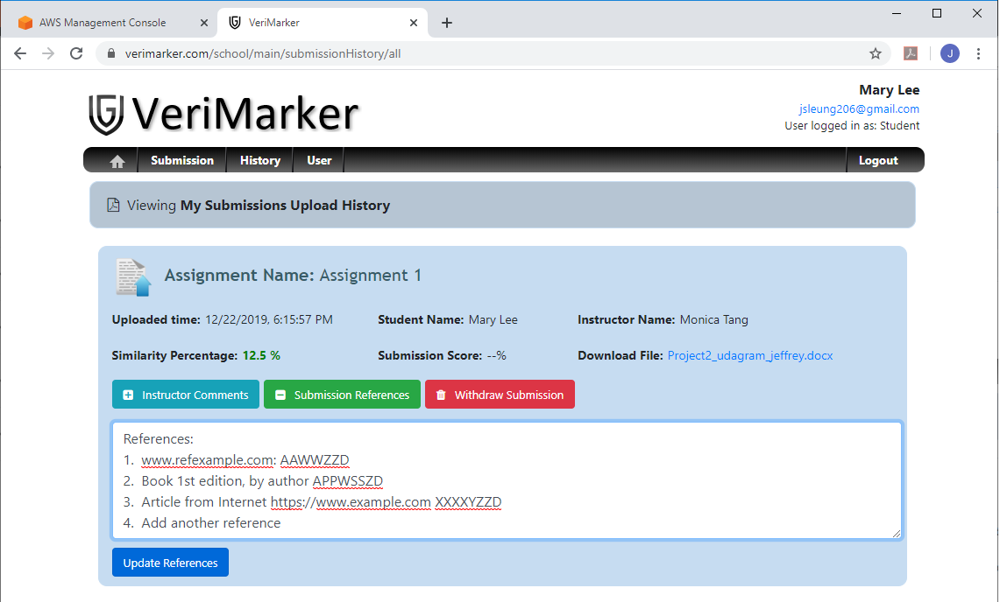 AWS Management Console
VeriMarker
verimarker.com/school/main/submissionHistory/all
J
Mary Lee
VeriMarker
jsleung206@gmail.com
User logged in as: Student
Submission History User Logout
Viewing My Submissions Upload History
Assignment Name: Assignment 1
Uploaded time: 12/22/2019, 6:15:57 PM Student Name: Mary Lee Instructor Name: Monica Tang
Similarity Percentage: 12.5 % Submission Score: --% Download File: Project2_udagram_jeffrey.docx
Instructor Comments Submission References Withdraw Submission
References:
1. www.refexample.com: AAWWZZD
2. Book 1st edition, by author APPWSSZD
3. Article from Internet https://www.example.com XXXXYZZD
4. Add another reference
Update References